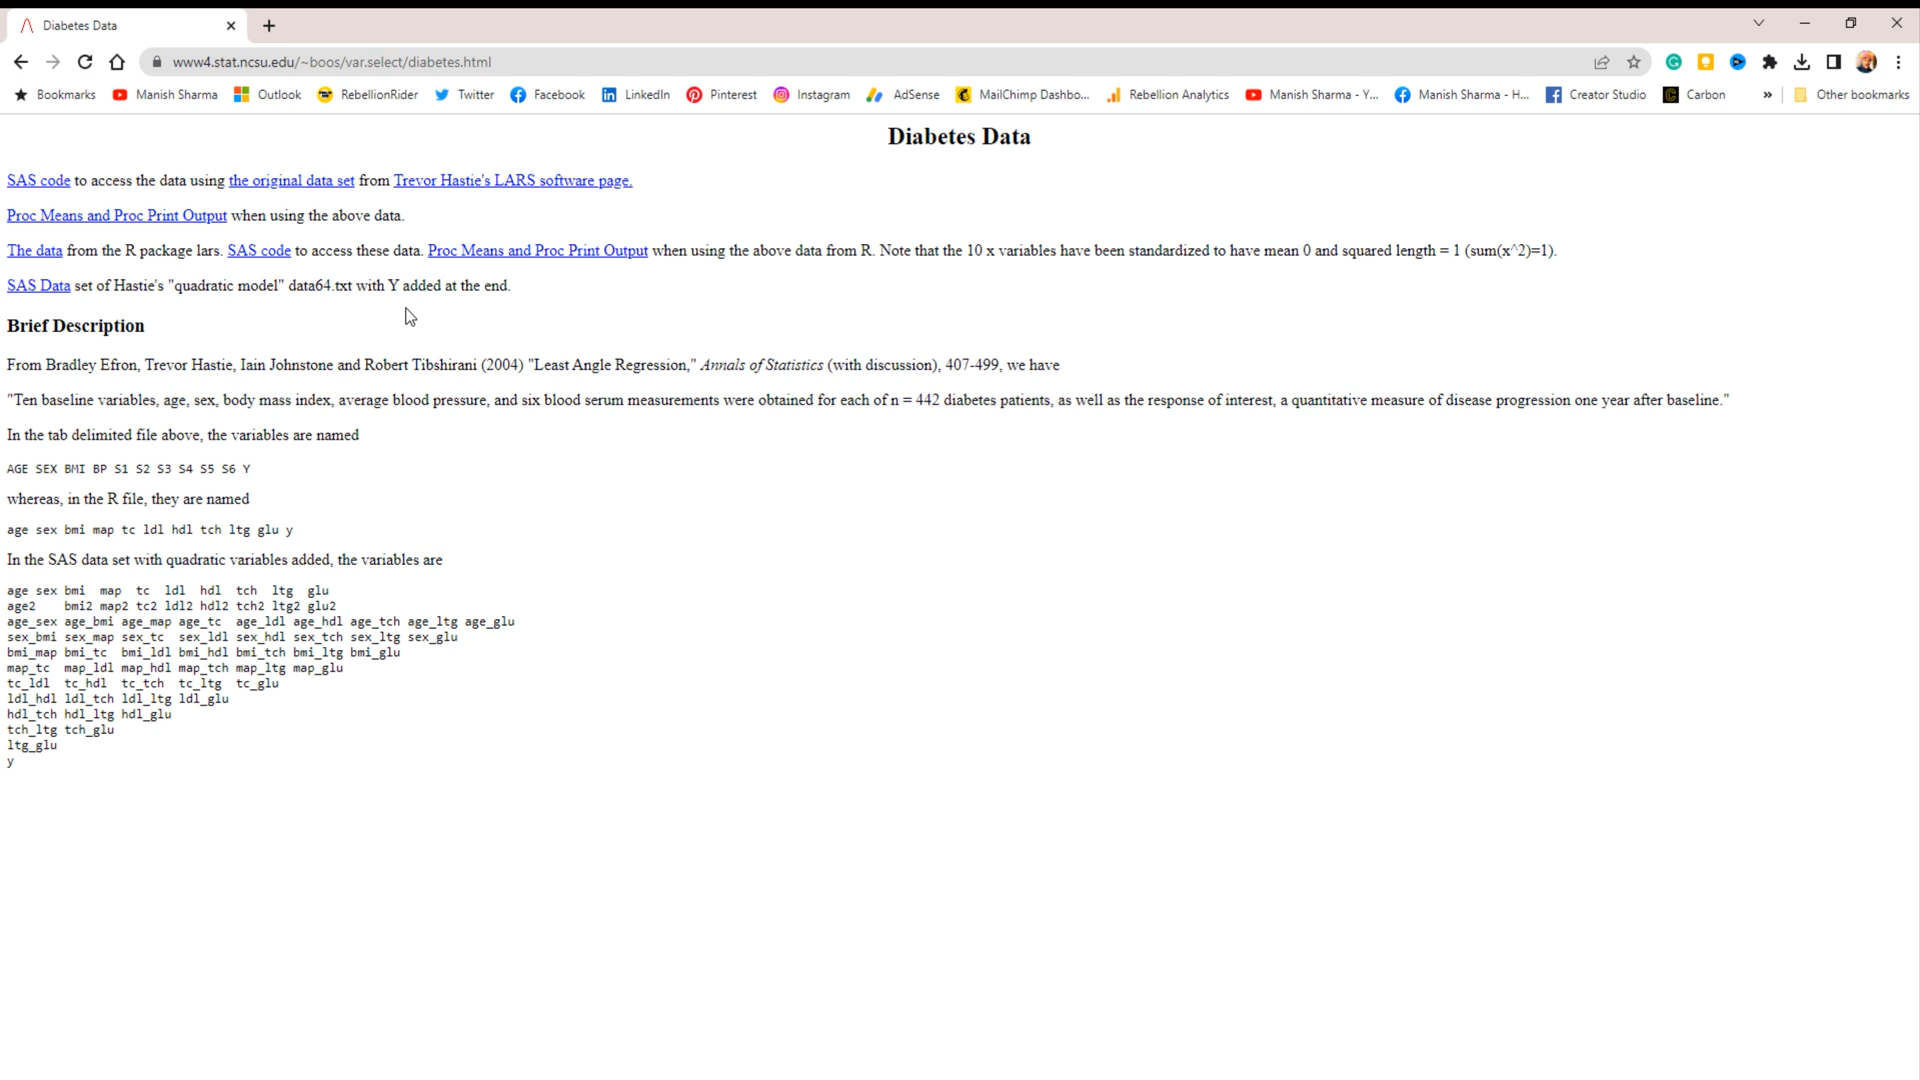 Diabetes Data
www4.stat.ncsu.edu/~boos/var.select/diabetes.html
Bookmarks Manish Sharma Outlook RebellionRider Twitter Facebook LinkedIn Pinterest Instagram AdSense MailChimp Dashbo... Rebellion Analytics Manish Sharma - Y... Manish Sharma - H... Creator Studio Carbon » Other bookmarks
Diabetes Data
SAS code to access the data using the original data set from Trevor Hastie's LARS software page.
Proc Means and Proc Print Output when using the above data.
The data from the R package lars. SAS code to access these data. Proc Means and Proc Print Output when using the above data from R. Note that the 10 x variables have been standardized to have mean 0 and squared length = 1 (sum(x^2)=1).
SAS Data set of Hastie's "quadratic model" data64.txt with Y added at the end.
Brief Description
From Bradley Efron, Trevor Hastie, Iain Johnstone and Robert Tibshirani (2004) "Least Angle Regression," Annals of Statistics (with discussion), 407-499, we have
"Ten baseline variables, age, sex, body mass index, average blood pressure, and six blood serum measurements were obtained for each of n = 442 diabetes patients, as well as the response of interest, a quantitative measure of disease progression one year after baseline."
In the tab delimited file above, the variables are named
AGE SEX BMI BP S1 S2 S3 S4 S5 S6 Y
whereas, in the R file, they are named
age sex bmi map tc ldl hdl tch ltg glu y
In the SAS data set with quadratic variables added, the variables are
age sex bmi map tc ldl hdl tch ltg glu
age2 bmi2 map2 tc2 ldl2 hdl2 tch2 ltg2 glu2
age_sex age_bmi age_map age_tc age_ldl age_hdl age_tch age_ltg age_glu
sex_bmi sex_map sex_tc sex_ldl sex_hdl sex_tch sex_ltg sex_glu
bmi_map bmi_tc bmi_ldl bmi_hdl bmi_tch bmi_ltg bmi_glu
map_tc map_ldl map_hdl map_tch map_ltg map_glu
tc_ldl tc_hdl tc_tch tc_ltg tc_glu
ldl_hdl ldl_tch ldl_ltg ldl_glu
hdl_tch hdl_ltg hdl_glu
tch_ltg tch_glu
ltg_glu
y